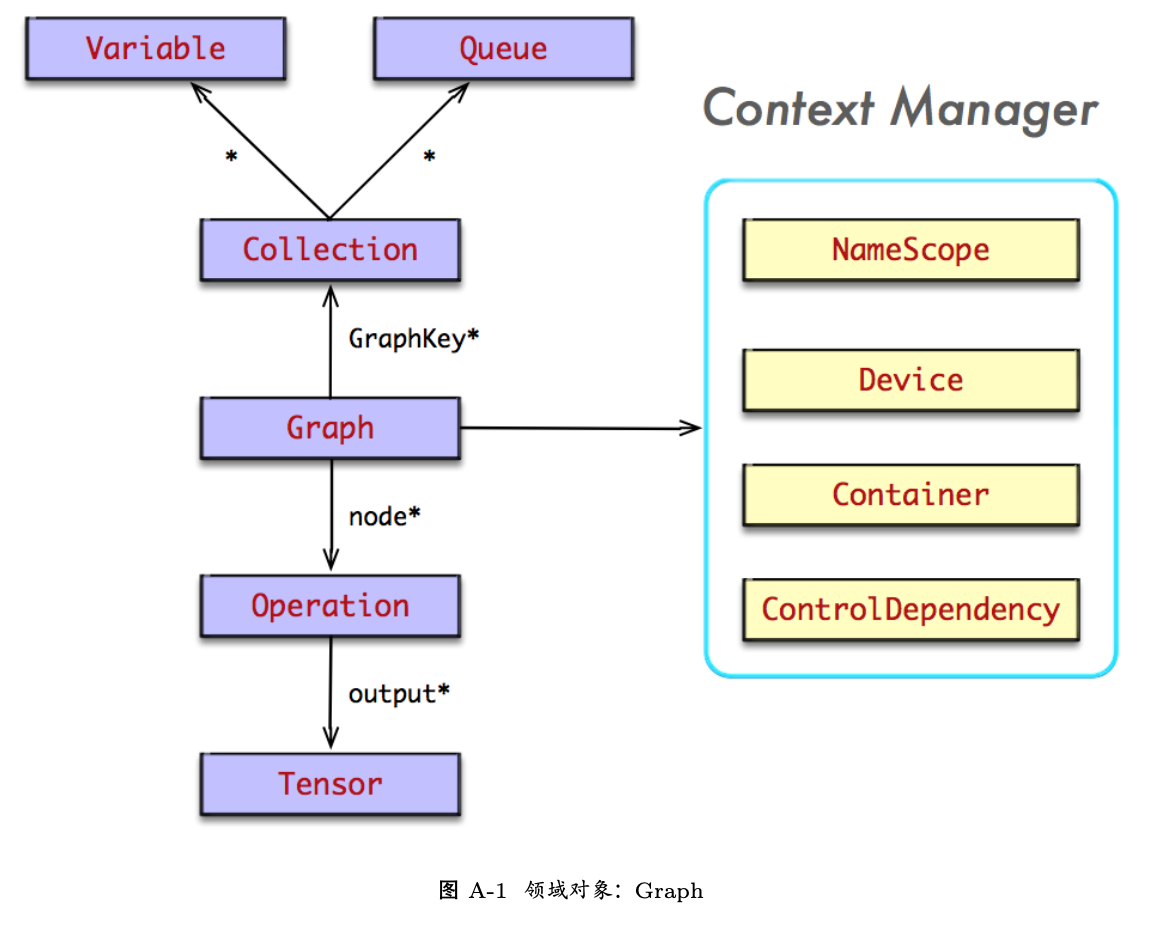 Variable
Queue
Context Manager
*
*
Collection
NameScope
GraphKey*
Device
Graph
Container
node*
Operation
ControlDependency
output*
Tensor
图 A-1 领域对象：Graph